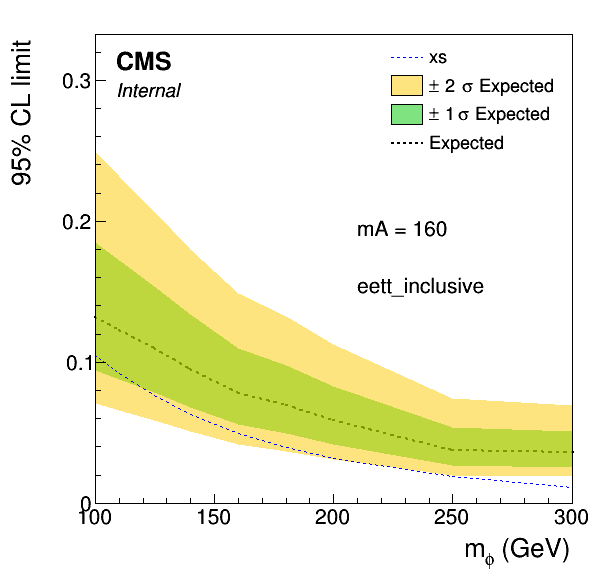 95% CL limit
CMS
Internal
xs
± 2 σ Expected
± 1 σ Expected
Expected
mA = 160
eett_inclusive
0.3
0.2
0.1
0
100 150 200 250 300
mϕ (GeV)